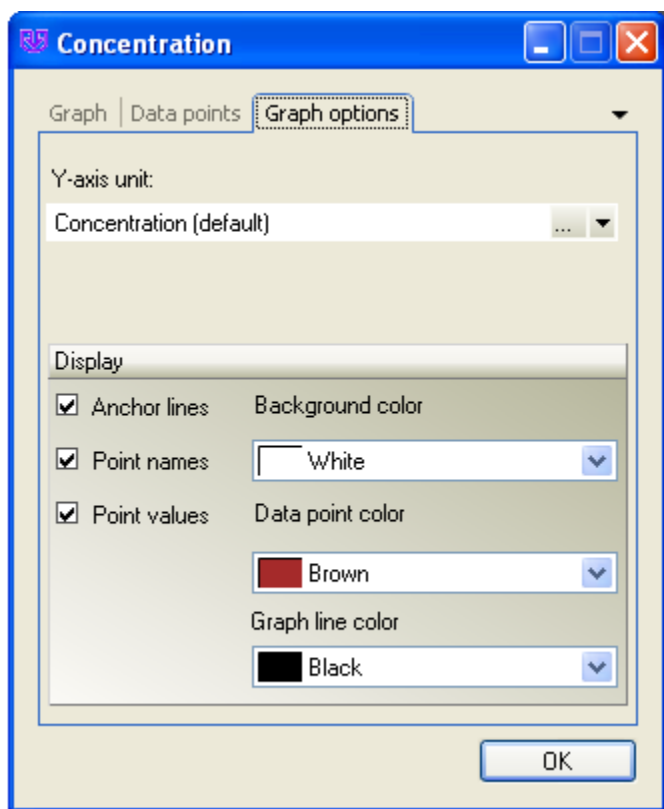 Concentration
Graph Data points Graph options
Y-axis unit:
Concentration (default) ...
Display
Anchor lines Background color
Point names White
Point values Data point color
Brown
Graph line color
Black
OK